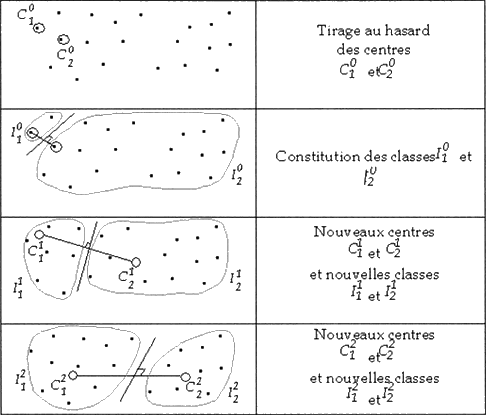 C₁⁰
C₂⁰
Tirage au hasard
des centres
C₁⁰ et C₂⁰
I₁⁰
I₂⁰
Constitution des classes I₁⁰ et
I₂⁰
C₁¹
C₂¹
I₁¹
I₂¹
Nouveaux centres
C₁¹ et C₂¹
et nouvelles classes
I₁¹ et I₂¹
I₁²
C₁²
C₂²
I₂²
Nouveaux centres
C₁² et C₂²
et nouvelles classes
I₁² et I₂²